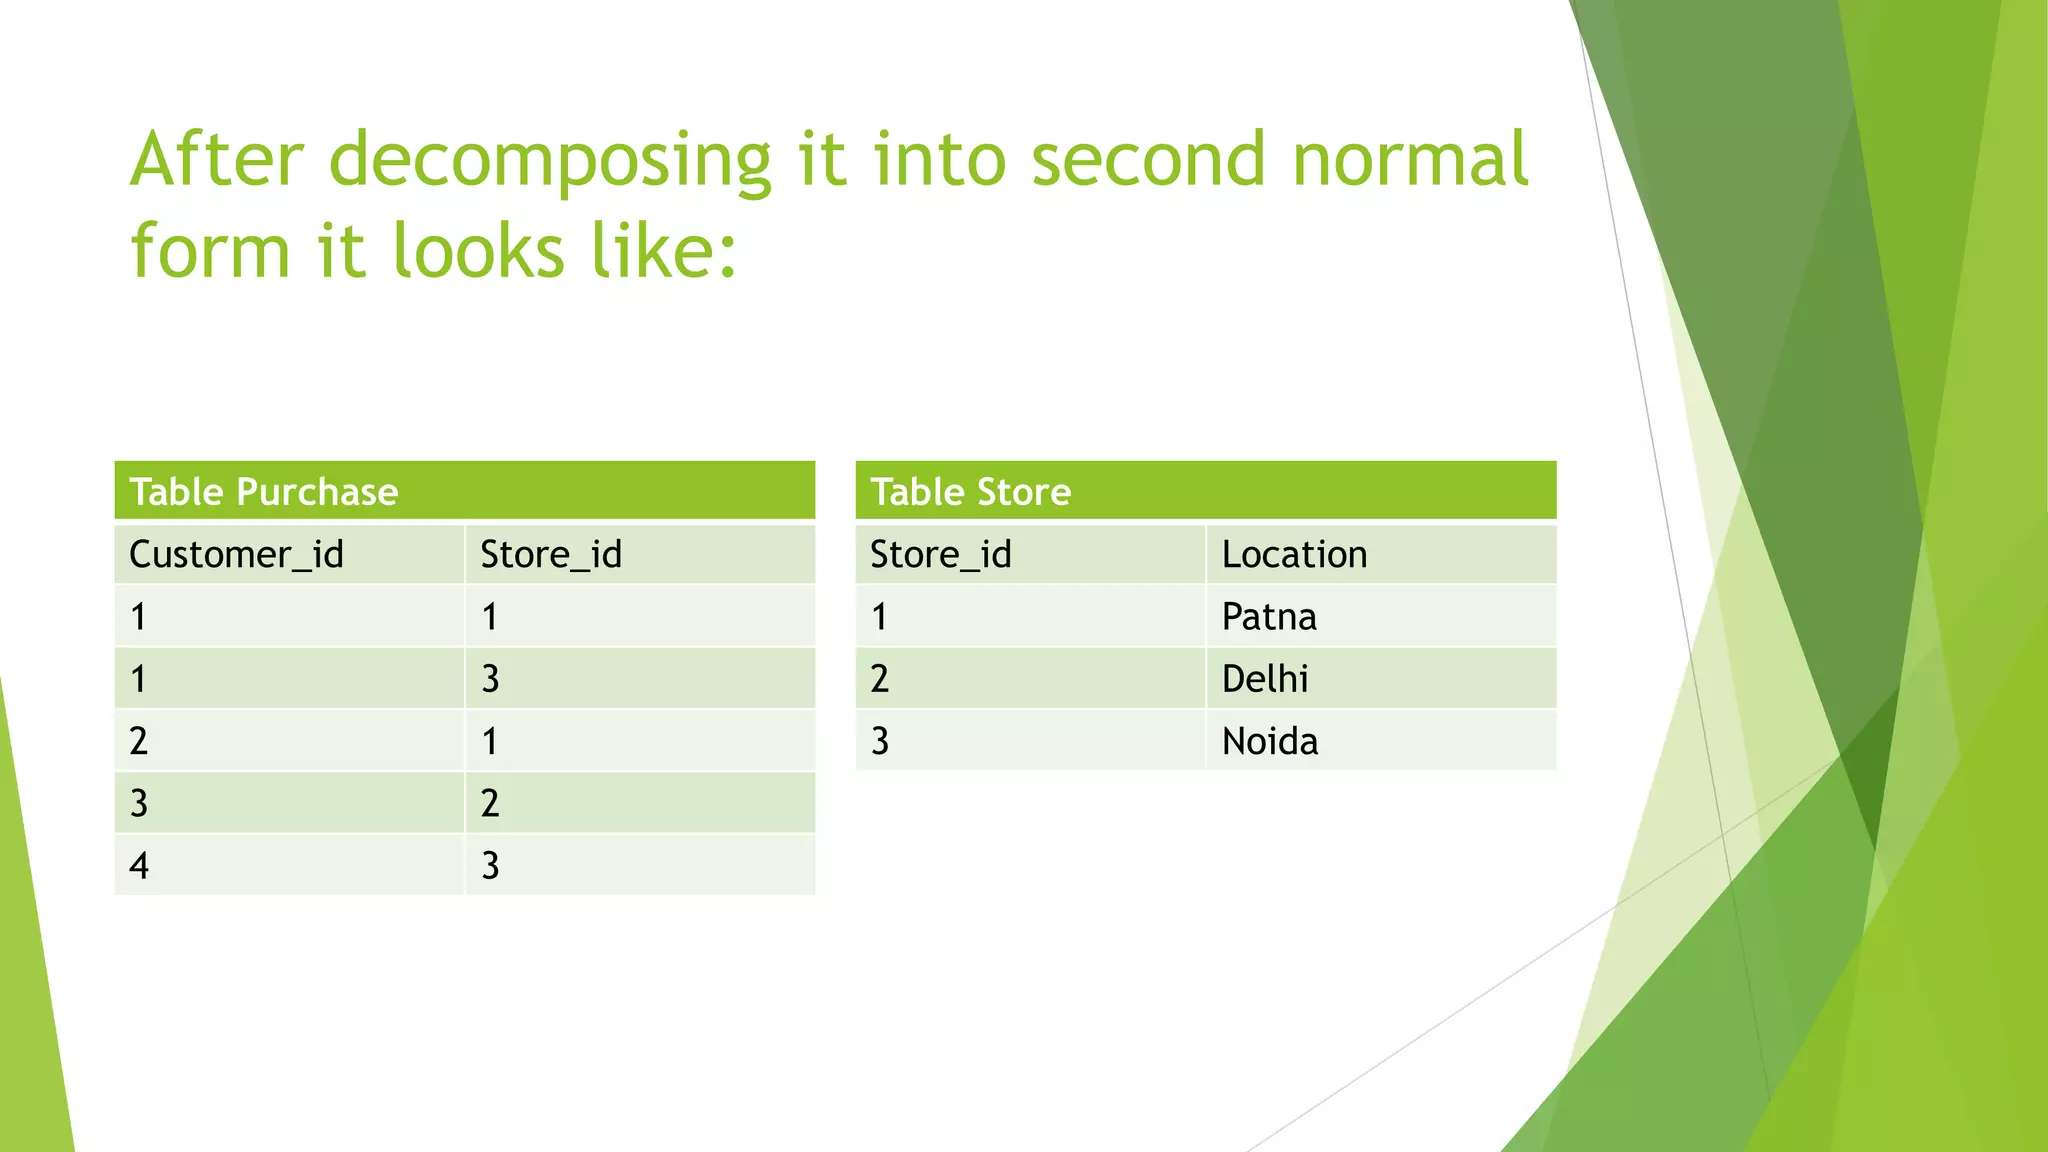 After decomposing it into second normal
form it looks like:
Table Purchase
Customer_id Store_id
1 1
1 3
2 1
3 2
4 3
Table Store
Store_id Location
1 Patna
2 Delhi
3 Noida